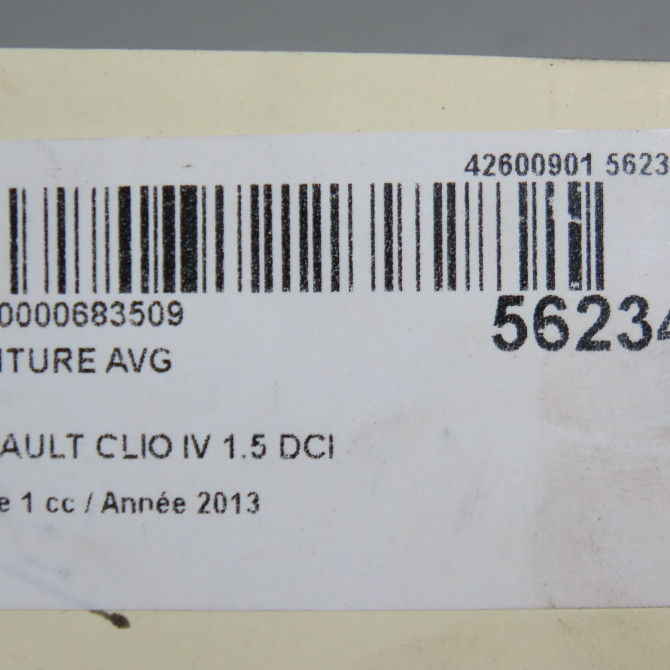 42600901 5623
0000683509
56234
ITURE AVG
AULT CLIO IV 1.5 DCI
e 1 cc / Année 2013